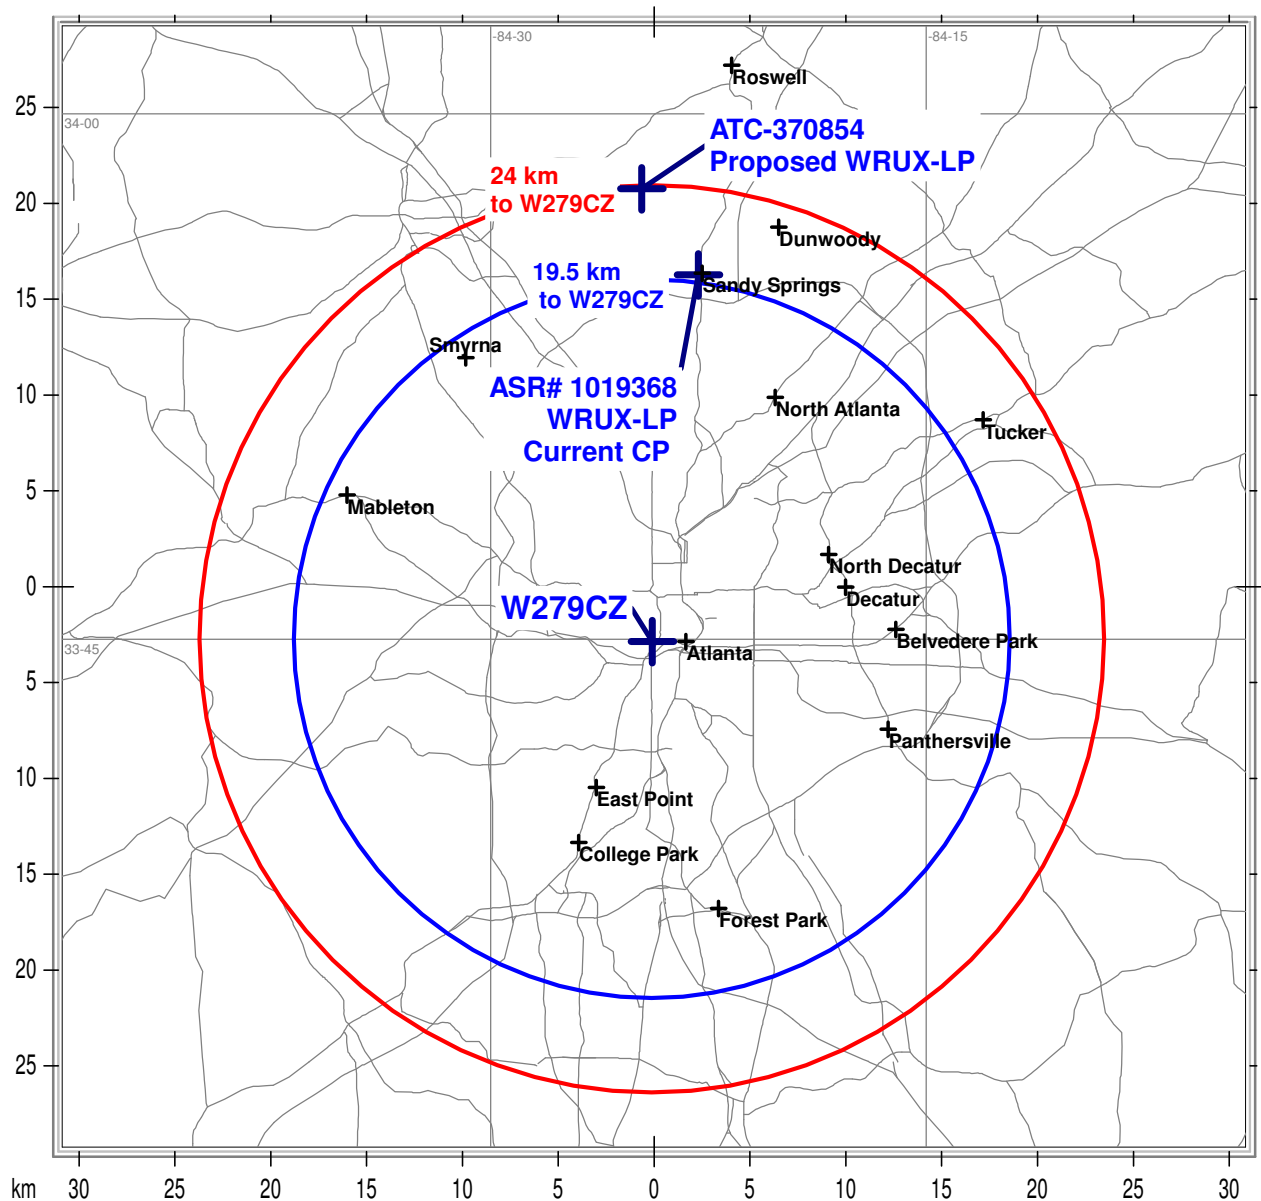 -84-30
-84-15
Roswell
25
34-00
ATC-370854
Proposed WRUX-LP
24 km
to W279CZ
20
Dunwoody
19.5 km
to W279CZ
Sandy Springs
15
Smyrna
ASR# 1019368
WRUX-LP
Current CP
10
North Atlanta
Tucker
5
Mableton
North Decatur
0
Decatur
W279CZ
Belvedere Park
33-45
Atlanta
5
Panthersville
10
East Point
College Park
15
Forest Park
20
25
km 30 25 20 15 10 5 0 5 10 15 20 25 30